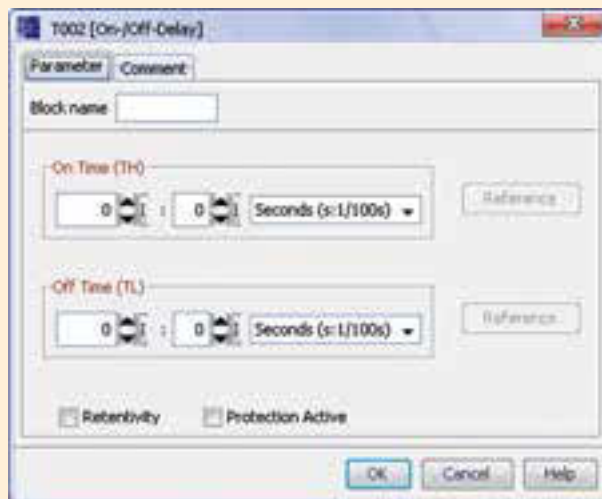 T002 [On-/Off-Delay]
Parameter Comment
Block name
On Time (TH)
0 : 0 Seconds (s:1/100s) Reference
Off Time (TL)
0 : 0 Seconds (s:1/100s) Reference
Retentivity Protection Active
OK Cancel Help